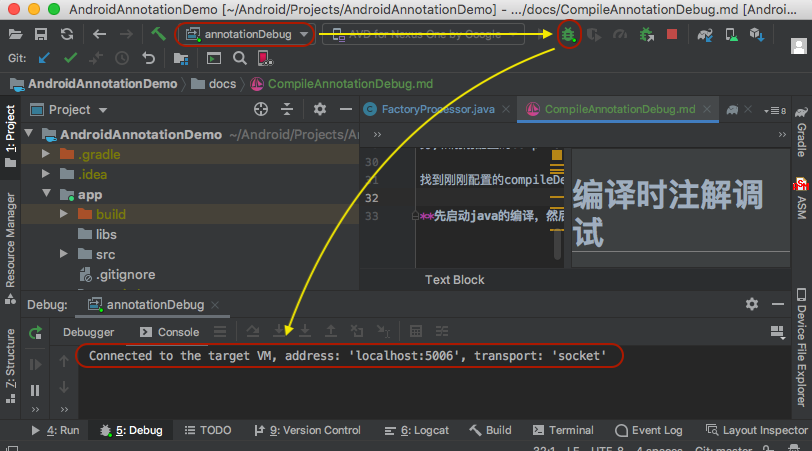 AndroidAnnotationDemo [~/Android/Projects/AndroidAnnotationDemo] – .../docs/CompileAnnotationDebug.md [Android
annotationDebug
AVD for Nexus One by Google
Git:
AndroidAnnotationDemo
docs
CompileAnnotationDebug.md
1: Project
Resource Manager
Z: Structure
Project
AndroidAnnotationDemo ~/Android/Projects/An
.gradle
.idea
app
build
libs
src
.gitignore
FactoryProcessor.java
CompileAnnotationDebug.md
8
30
31
找到刚刚配置的compileDe
32
33
**先启动java的编译，然后
编译时注解调
试
Text Block
Gradle
ASM
Device File Explorer
Debug:
annotationDebug
Debugger
Console
Connected to the target VM, address: 'localhost:5006', transport: 'socket'
4: Run
5: Debug
TODO
9: Version Control
6: Logcat
Build
Terminal
Event Log
Layout Inspector
32:1
LF
UTF-8
4 spaces
Git: master